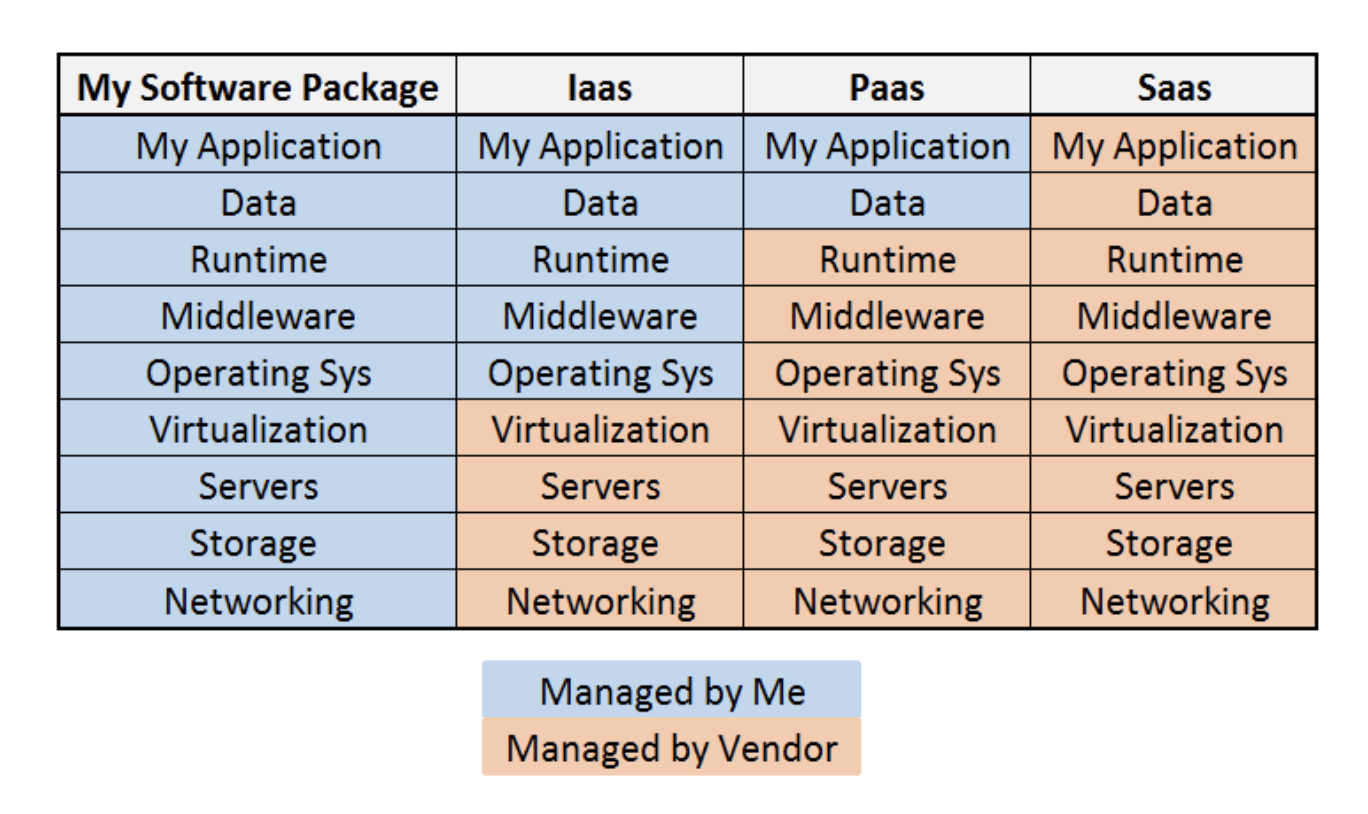 My Software Package Iaas Paas Saas
My Application My Application My Application My Application
Data Data Data Data
Runtime Runtime Runtime Runtime
Middleware Middleware Middleware Middleware
Operating Sys Operating Sys Operating Sys Operating Sys
Virtualization Virtualization Virtualization Virtualization
Servers Servers Servers Servers
Storage Storage Storage Storage
Networking Networking Networking Networking
Managed by Me
Managed by Vendor